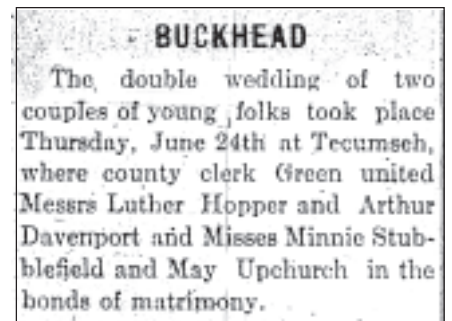 BUCKHEAD
The double wedding of two
couples of young folks took place
Thursday, June 24th at Tecumseh,
where county clerk Green united
Messrs Luther Hopper and Arthur
Davenport and Misses Minnie Stub-
blefield and May Upchurch in the
bonds of matrimony.